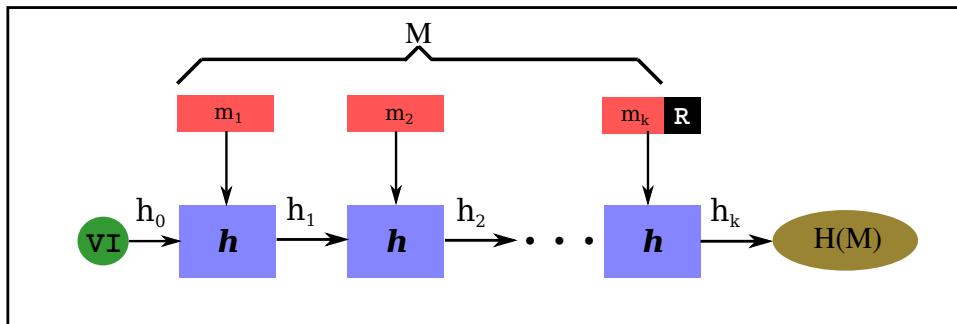 M
m₁ m₂ mₖ R
h₀ h₁ h₂ hₖ
VI h h • • • h H(M)